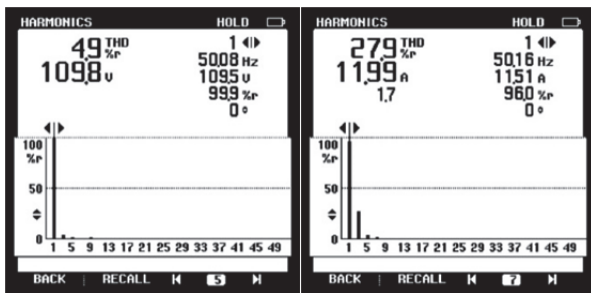 HARMONICS HOLD
4,9 THD %r
109,8 V
1
50,08 Hz
109,5 V
99,9 %r
0 °
100
%r
50
0
1 5 9 13 17 21 25 29 33 37 41 45 49
BACK RECALL 5
HARMONICS HOLD
27,9 THD %r
11,99 A
1,7
1
50,16 Hz
11,51 A
96,0 %r
0 °
100
%r
50
0
1 5 9 13 17 21 25 29 33 37 41 45 49
BACK RECALL 7